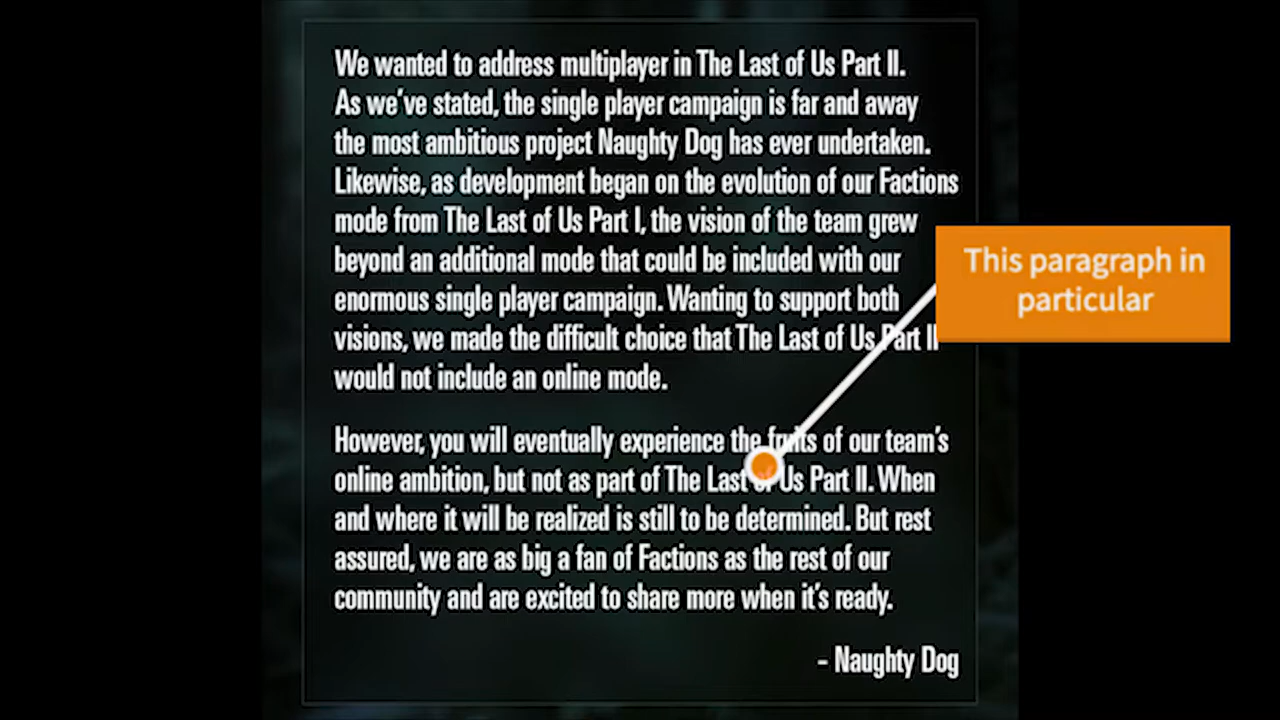 We wanted to address multiplayer in The Last of Us Part II.
As we've stated, the single player campaign is far and away
the most ambitious project Naughty Dog has ever undertaken.
Likewise, as development began on the evolution of our Factions
mode from The Last of Us Part I, the vision of the team grew
beyond an additional mode that could be included with our
enormous single player campaign. Wanting to support both
visions, we made the difficult choice that The Last of Us Part II
would not include an online mode.
However, you will eventually experience the fruits of our team's
online ambition, but not as part of The Last of Us Part II. When
and where it will be realized is still to be determined. But rest
assured, we are as big a fan of Factions as the rest of our
community and are excited to share more when it's ready.
- Naughty Dog
This paragraph in
particular